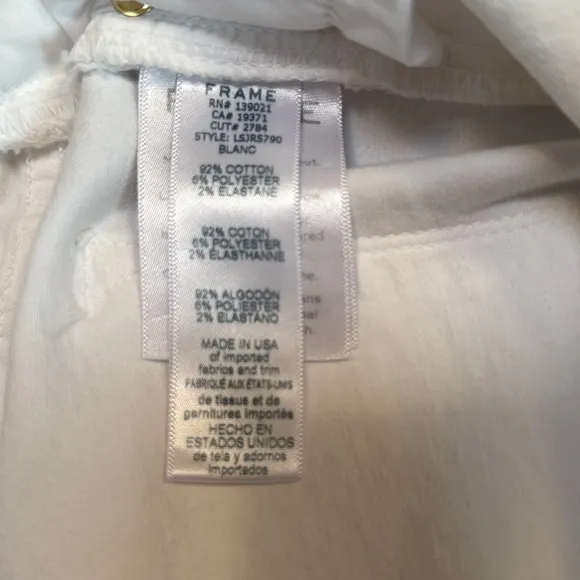 FRAME
RN# 139021
CA# 19371
CUT# 2784
STYLE: LSJRS790
BLANC
92% COTTON
6% POLYESTER
2% ELASTANE
92% COTON
6% POLYESTER
2% ELASTHANNE
92% ALGODÓN
6% POLYESTER
2% ELASTANO
MADE IN USA
of imported
fabrics and trim
FABRIQUÉ AUX ÉTATS-UNIS
de tissus et de
garnitures importés
HECHO EN
ESTADOS UNIDOS
de tela y adornos
importados